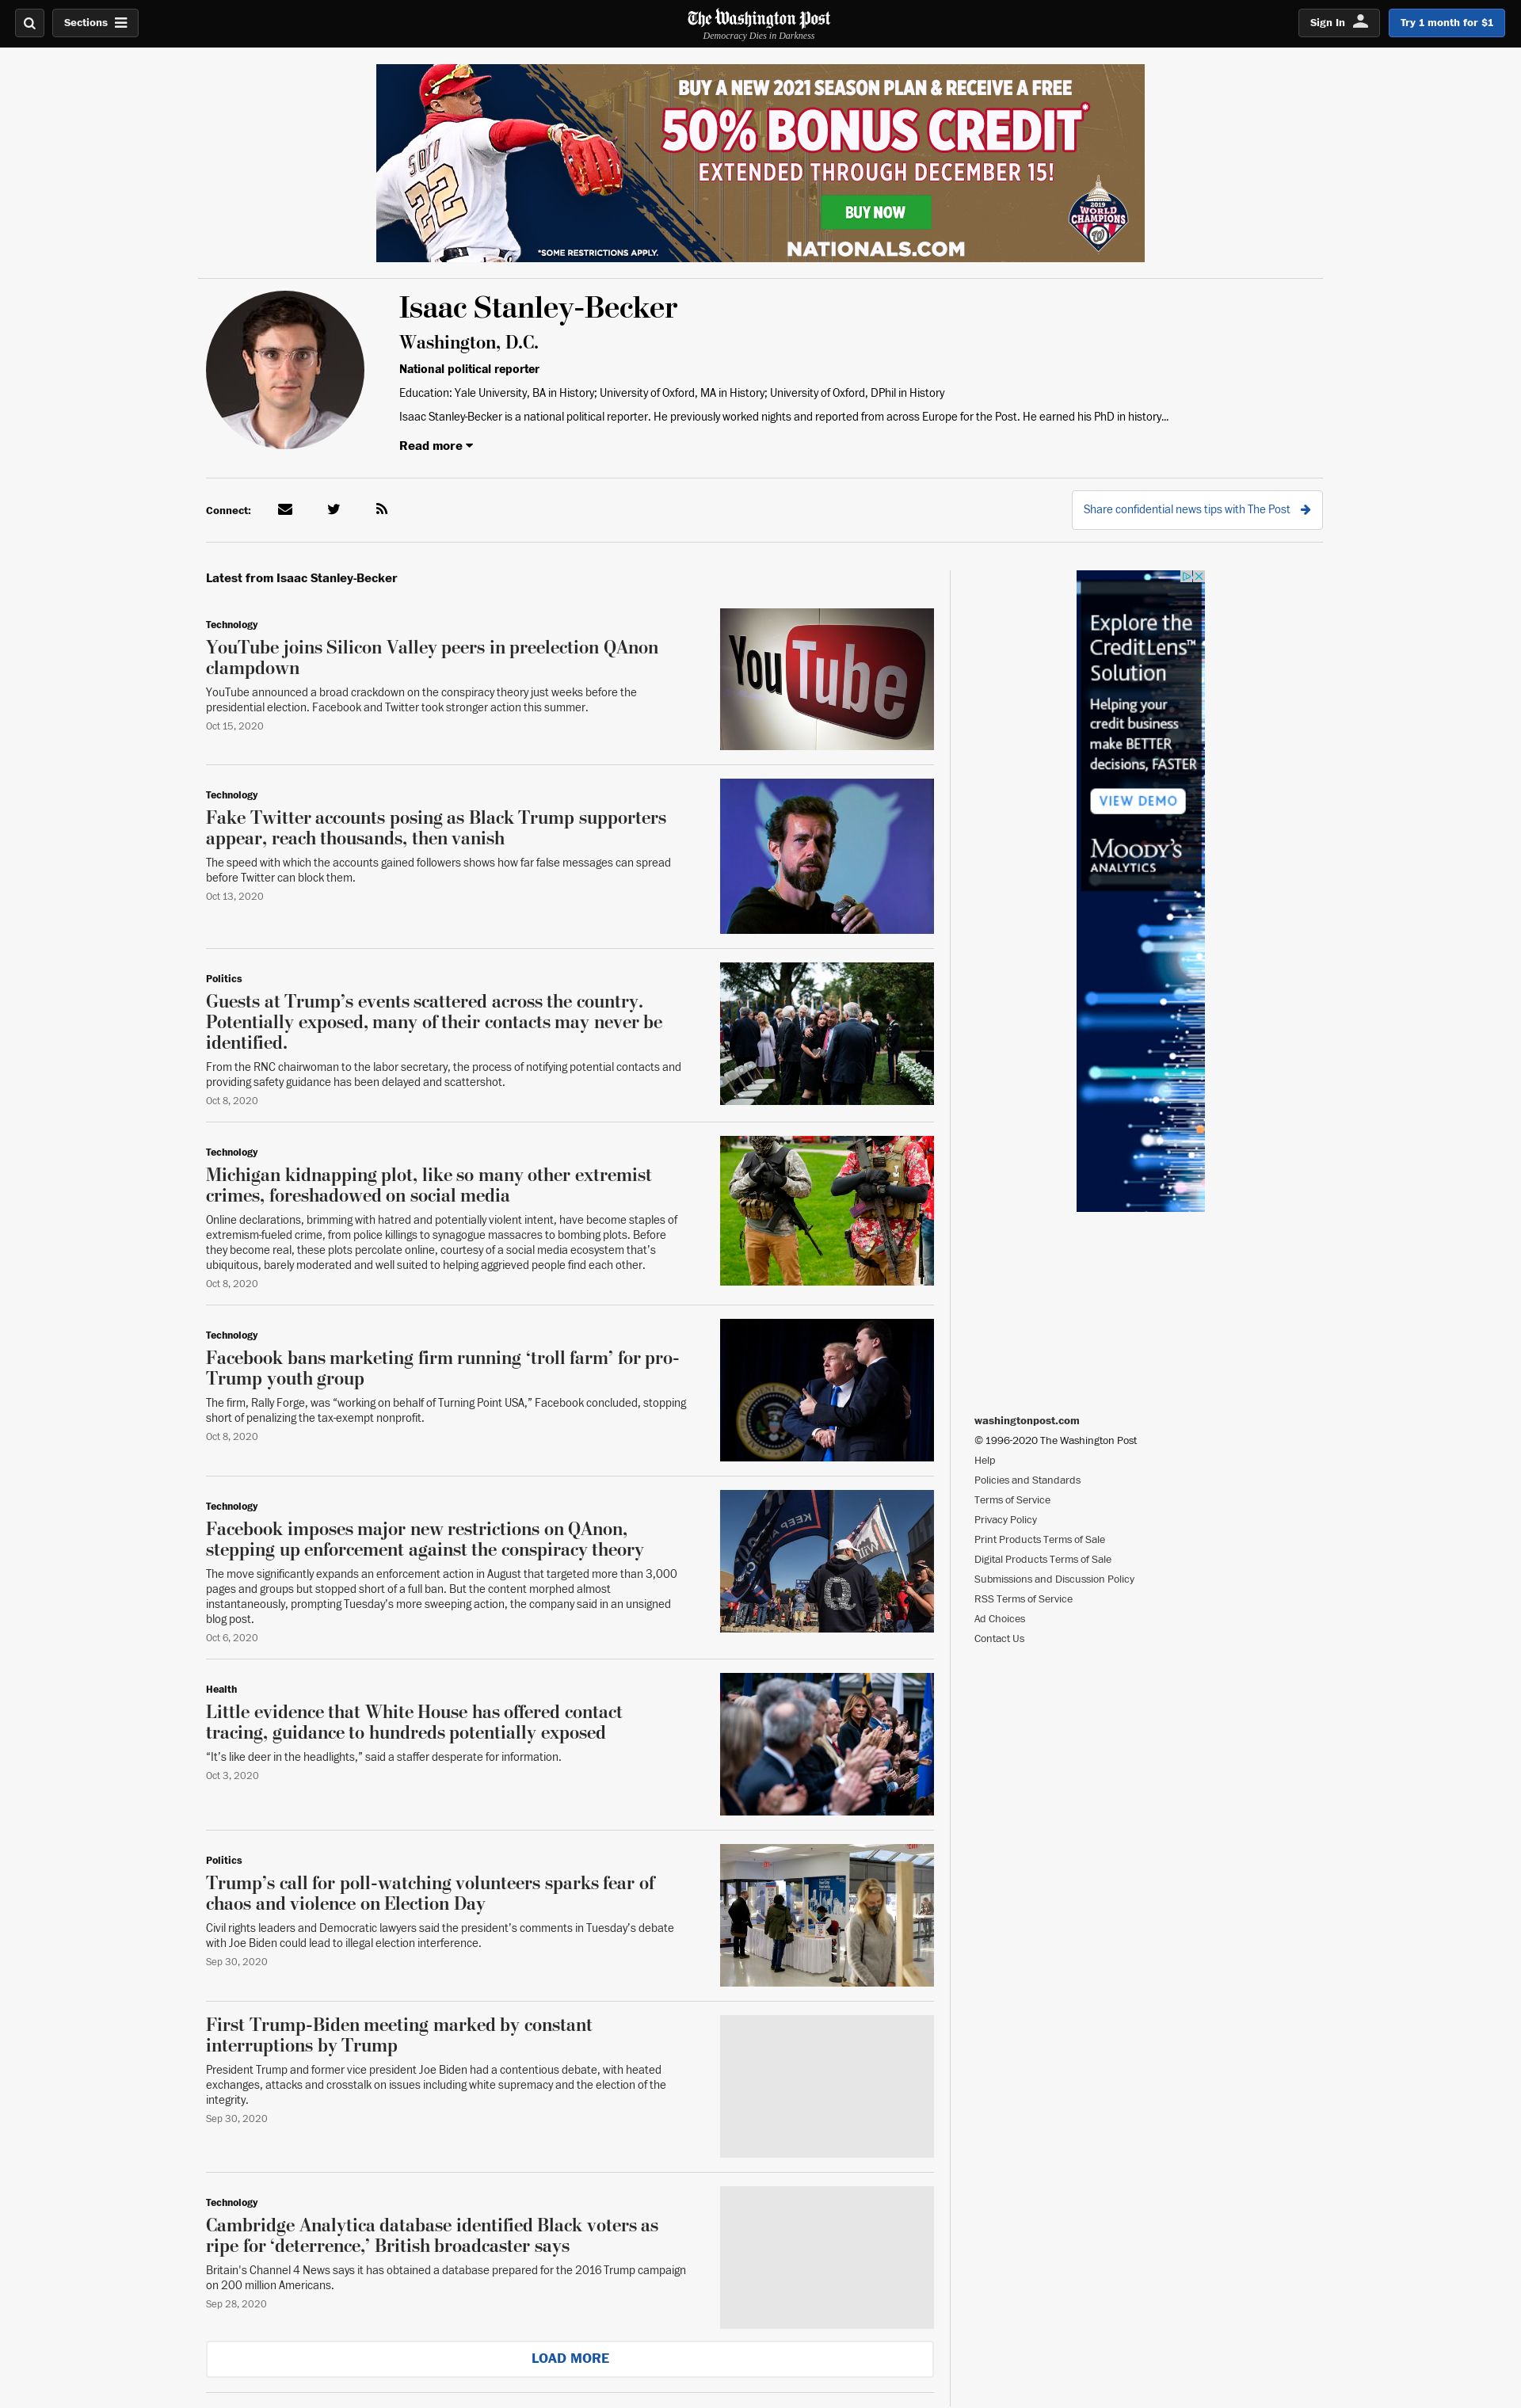 Sections
The Washington Post
Democracy Dies in Darkness
Sign In
Try 1 month for $1
SOTO
22
BUY A NEW 2021 SEASON PLAN & RECEIVE A FREE
50% BONUS CREDIT*
EXTENDED THROUGH DECEMBER 15!
BUY NOW
2019
WORLD
CHAMPIONS
W
*SOME RESTRICTIONS APPLY.
NATIONALS.COM
Isaac Stanley-Becker
Washington, D.C.
National political reporter
Education: Yale University, BA in History; University of Oxford, MA in History; University of Oxford, DPhil in History
Isaac Stanley-Becker is a national political reporter. He previously worked nights and reported from across Europe for the Post. He earned his PhD in history...
Read more
Connect:
Share confidential news tips with The Post
Latest from Isaac Stanley-Becker
Technology
YouTube joins Silicon Valley peers in preelection QAnon
clampdown
YouTube announced a broad crackdown on the conspiracy theory just weeks before the
presidential election. Facebook and Twitter took stronger action this summer.
Oct 15, 2020
YouTube
Technology
Fake Twitter accounts posing as Black Trump supporters
appear, reach thousands, then vanish
The speed with which the accounts gained followers shows how far false messages can spread
before Twitter can block them.
Oct 13, 2020
Politics
Guests at Trump’s events scattered across the country.
Potentially exposed, many of their contacts may never be
identified.
From the RNC chairwoman to the labor secretary, the process of notifying potential contacts and
providing safety guidance has been delayed and scattershot.
Oct 8, 2020
Technology
Michigan kidnapping plot, like so many other extremist
crimes, foreshadowed on social media
Online declarations, brimming with hatred and potentially violent intent, have become staples of
extremism-fueled crime, from police killings to synagogue massacres to bombing plots. Before
they become real, these plots percolate online, courtesy of a social media ecosystem that’s
ubiquitous, barely moderated and well suited to helping aggrieved people find each other.
Oct 8, 2020
Technology
Facebook bans marketing firm running ‘troll farm’ for pro-
Trump youth group
The firm, Rally Forge, was “working on behalf of Turning Point USA,” Facebook concluded, stopping
short of penalizing the tax-exempt nonprofit.
Oct 8, 2020
Technology
Facebook imposes major new restrictions on QAnon,
stepping up enforcement against the conspiracy theory
The move significantly expands an enforcement action in August that targeted more than 3,000
pages and groups but stopped short of a full ban. But the content morphed almost
instantaneously, prompting Tuesday’s more sweeping action, the company said in an unsigned
blog post.
Oct 6, 2020
KEEP A
Q
Health
Little evidence that White House has offered contact
tracing, guidance to hundreds potentially exposed
“It’s like deer in the headlights,” said a staffer desperate for information.
Oct 3, 2020
Politics
Trump’s call for poll-watching volunteers sparks fear of
chaos and violence on Election Day
Civil rights leaders and Democratic lawyers said the president’s comments in Tuesday’s debate
with Joe Biden could lead to illegal election interference.
Sep 30, 2020
First Trump-Biden meeting marked by constant
interruptions by Trump
President Trump and former vice president Joe Biden had a contentious debate, with heated
exchanges, attacks and crosstalk on issues including white supremacy and the election of the
integrity.
Sep 30, 2020
Technology
Cambridge Analytica database identified Black voters as
ripe for ‘deterrence,’ British broadcaster says
Britain's Channel 4 News says it has obtained a database prepared for the 2016 Trump campaign
on 200 million Americans.
Sep 28, 2020
LOAD MORE
Explore the
CreditLens™
Solution
Helping your
credit business
make BETTER
decisions, FASTER
VIEW DEMO
MOODY'S
ANALYTICS
washingtonpost.com
© 1996-2020 The Washington Post
Help
Policies and Standards
Terms of Service
Privacy Policy
Print Products Terms of Sale
Digital Products Terms of Sale
Submissions and Discussion Policy
RSS Terms of Service
Ad Choices
Contact Us